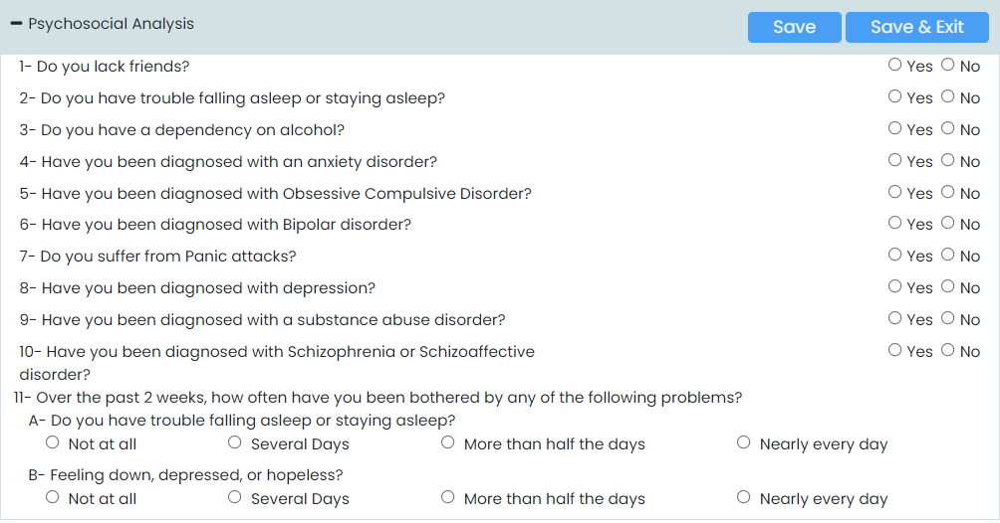 Psychosocial Analysis
Save
Save & Exit
1- Do you lack friends? Yes No
2- Do you have trouble falling asleep or staying asleep? Yes No
3- Do you have a dependency on alcohol? Yes No
4- Have you been diagnosed with an anxiety disorder? Yes No
5- Have you been diagnosed with Obsessive Compulsive Disorder? Yes No
6- Have you been diagnosed with Bipolar disorder? Yes No
7- Do you suffer from Panic attacks? Yes No
8- Have you been diagnosed with depression? Yes No
9- Have you been diagnosed with a substance abuse disorder? Yes No
10- Have you been diagnosed with Schizophrenia or Schizoaffective Yes No
disorder?
11- Over the past 2 weeks, how often have you been bothered by any of the following problems?
A- Do you have trouble falling asleep or staying asleep?
Not at all Several Days More than half the days Nearly every day
B- Feeling down, depressed, or hopeless?
Not at all Several Days More than half the days Nearly every day